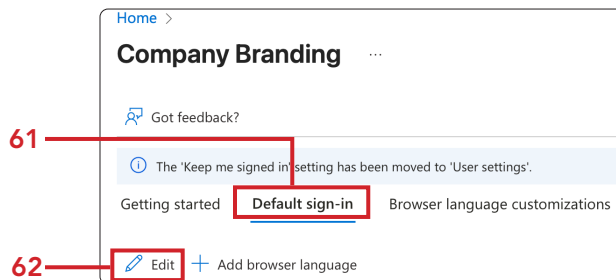 Home >
Company Branding ...
Got feedback?
61
The 'Keep me signed in' setting has been moved to 'User settings'.
Getting started Default sign-in Browser language customizations
62 Edit + Add browser language